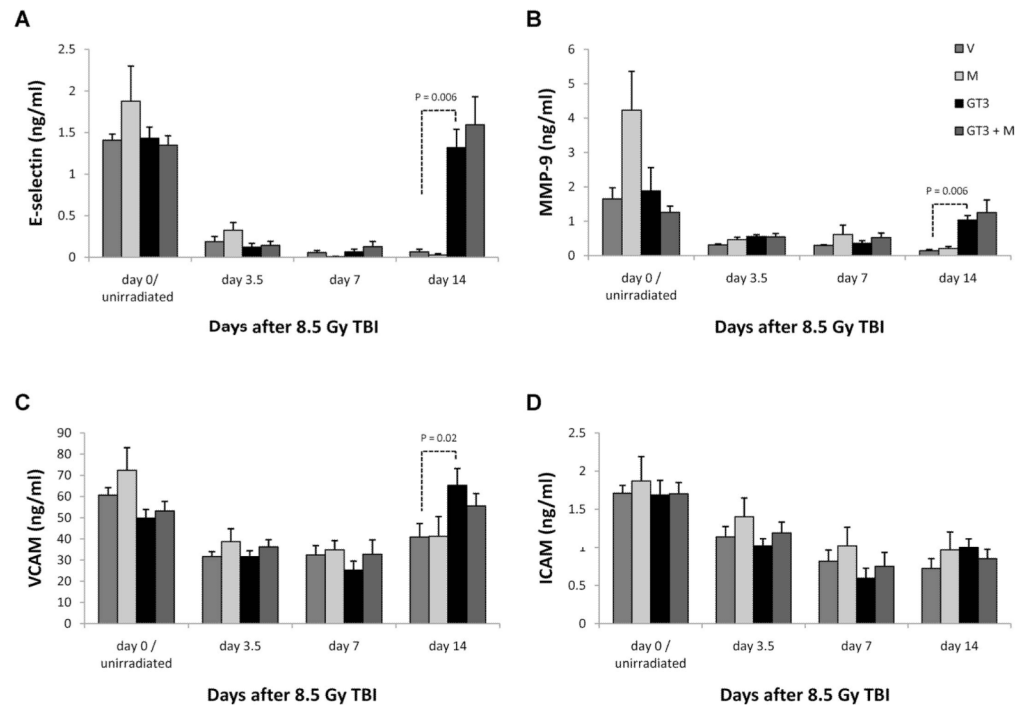 A
E-selectin (ng/ml)
2.5
2
1.5
1
0.5
0
P = 0.006
day 0/
unirradiated
day 3.5
day 7
day 14
Days after 8.5 Gy TBI
B
MMP-9 (ng/ml)
6
5
4
3
2
1
0
P = 0.006
V
M
GT3
GT3 + M
day 0 /
unirradiated
day 3.5
day 7
day 14
Days after 8.5 Gy TBI
C
VCAM (ng/ml)
90
80
70
60
50
40
30
20
10
0
P = 0.02
day 0 /
unirradiated
day 3.5
day 7
day 14
Days after 8.5 Gy TBI
D
ICAM (ng/ml)
2.5
2
1.5
1
0.5
0
day 0 /
unirradiated
day 3.5
day 7
day 14
Days after 8.5 Gy TBI